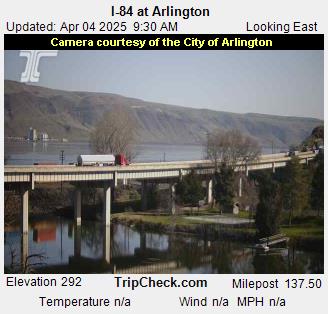 I-84 at Arlington
Updated: Apr 04 2025 9:30 AM Looking East
Camera courtesy of the City of Arlington
Elevation 292 TripCheck.com Milepost 137.50
Temperature n/a Wind n/a MPH n/a